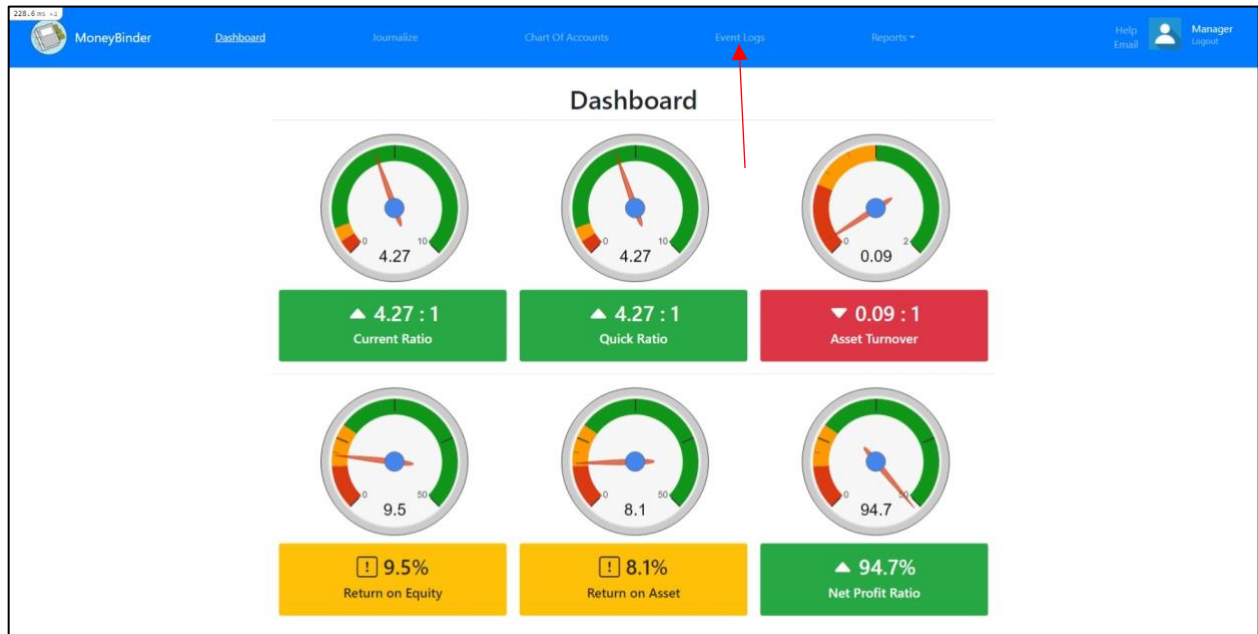 228.6 ms ×1
MoneyBinder Dashboard Journalize Chart Of Accounts Event Logs Reports
Help
Email
Manager
Logout
Dashboard
0 10
4.27
0 10
4.27
0 2
0.09
4.27 : 1
Current Ratio
4.27 : 1
Quick Ratio
0.09 : 1
Asset Turnover
0 50
9.5
0 50
8.1
0 50
94.7
! 9.5%
Return on Equity
! 8.1%
Return on Asset
94.7%
Net Profit Ratio